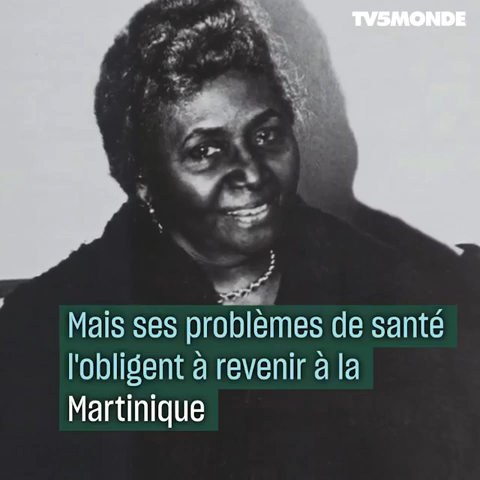 TV5MONDE
Mais ses problèmes de santé
l'obligent à revenir à la
Martinique